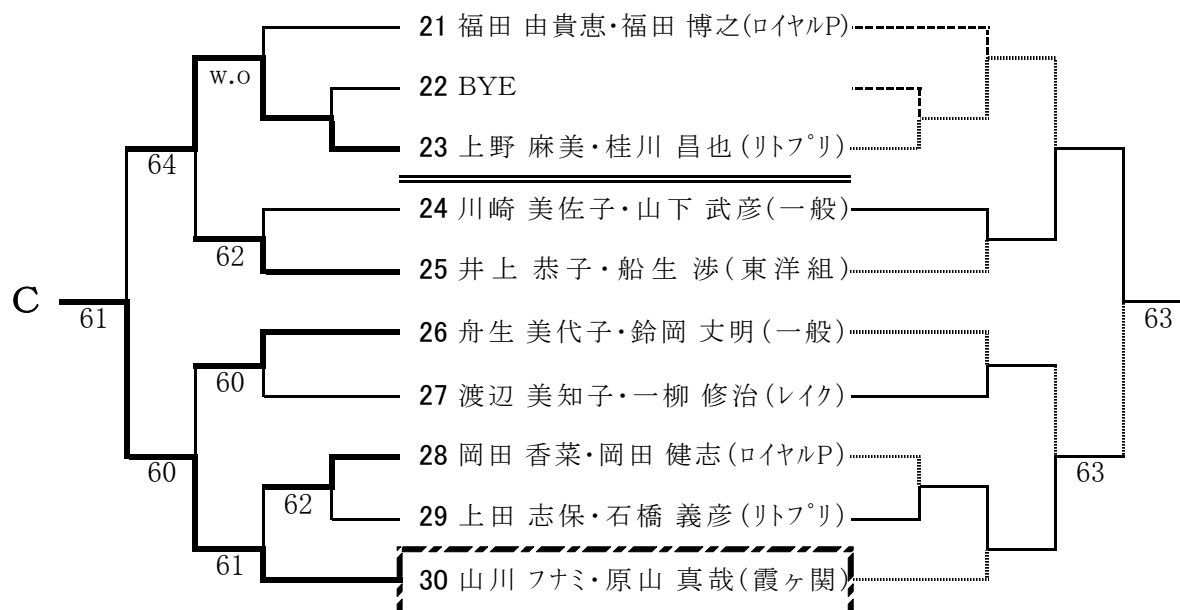 21 福田 由貴恵・福田 博之(ロイヤルP)
w.o
22 BYE
23 上野 麻美・桂川 昌也(リトプリ)
64
24 川崎 美佐子・山下 武彦(一般)
62
25 井上 恭子・船生 渉(東洋組)
C
61
63
26 舟生 美代子・鈴岡 丈明(一般)
60
27 渡辺 美知子・一柳 修治(レイク)
28 岡田 香菜・岡田 健志(ロイヤルP)
60
63
62
29 上田 志保・石橋 義彦(リトプリ)
61
30 山川 フナミ・原山 真哉(霞ヶ関)